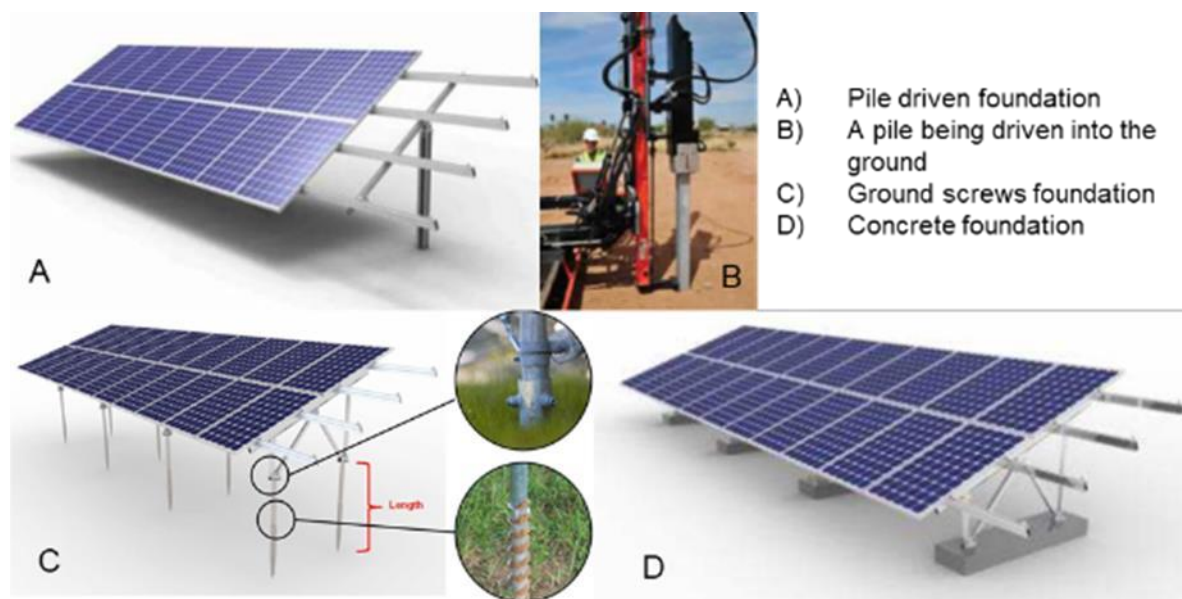 A
B
A) Pile driven foundation
B) A pile being driven into the
ground
C) Ground screws foundation
D) Concrete foundation
C
Length
D